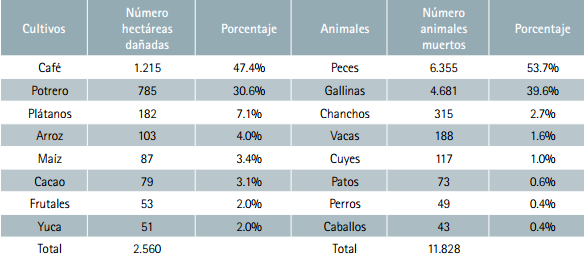 Cultivos Número hectáreas dañadas Porcentaje Animales Número animales muertos Porcentaje
Café 1.215 47.4% Peces 6.355 53.7%
Potrero 785 30.6% Gallinas 4.681 39.6%
Plátanos 182 7.1% Chanchos 315 2.7%
Arroz 103 4.0% Vacas 188 1.6%
Maíz 87 3.4% Cuyes 117 1.0%
Cacao 79 3.1% Patos 73 0.6%
Frutales 53 2.0% Perros 49 0.4%
Yuca 51 2.0% Caballos 43 0.4%
Total 2.560 Total 11.828